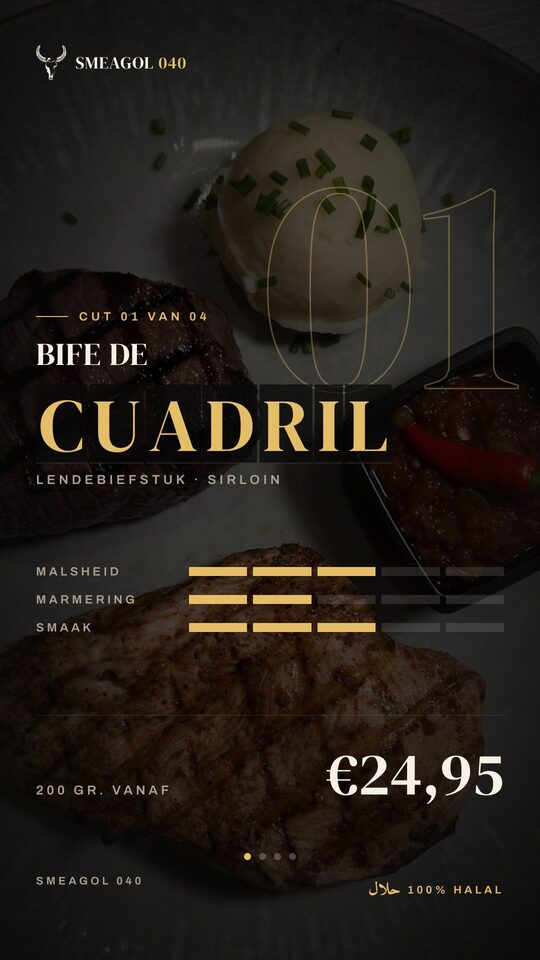 SMEAGOL 040
01
CUT 01 VAN 04
BIFE DE
CUADRIL
LENDEBIEFSTUK · SIRLOIN
MALSHEID
MARMERING
SMAAK
200 GR. VANAF
€24,95
SMEAGOL 040
حلال 100% HALAL